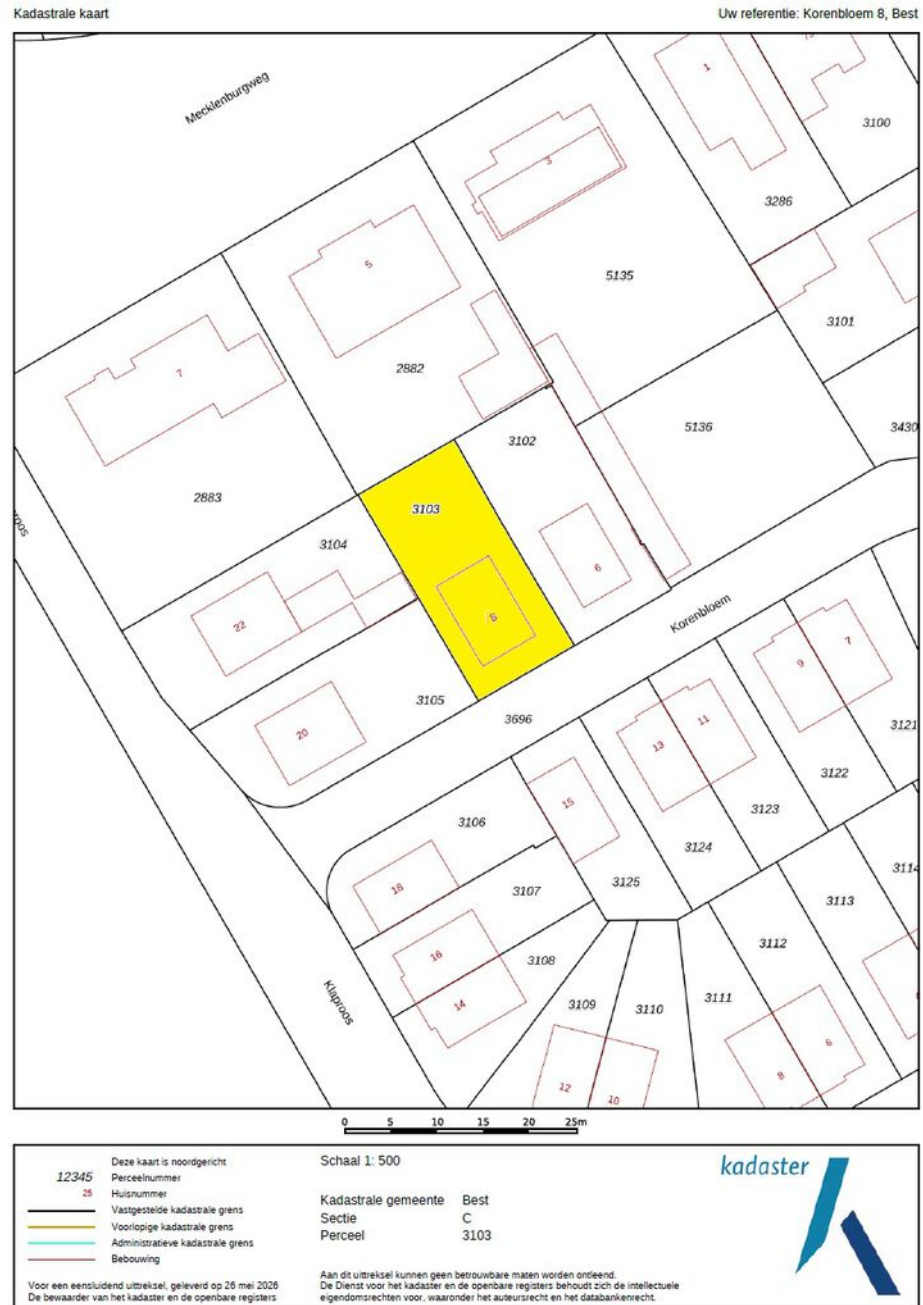 Kadastrale kaart
Uw referentie: Korenbloem 8, Best
Mecklenburgweg
1
3100
3
3286
5
5135
3101
7
2882
3102
5136
3430
2883
3103
3104
6
22
8
Korenbloem
3105
3696
20
9
7
13
11
3121
3122
15
3123
3106
3124
3114
18
3107
3125
3113
16
3112
3108
14
3109
3110
3111
Klaproos
6
12
10
8
0 5 10 15 20 25m
Deze kaart is noordgericht
12345 Perceelnummer
25 Huisnummer
Vastgestelde kadastrale grens
Voorlopige kadastrale grens
Administratieve kadastrale grens
Bebouwing
Voor een eensluidend uittreksel, geleverd op 26 mei 2026
De bewaarder van het kadaster en de openbare registers
Schaal 1: 500
Kadastrale gemeente Best
Sectie C
Perceel 3103
Aan dit uittreksel kunnen geen betrouwbare maten worden ontleend.
De Dienst voor het kadaster en de openbare registers behoudt zich de intellectuele
eigendomsrechten voor, waaronder het auteursrecht en het databankenrecht.
kadaster